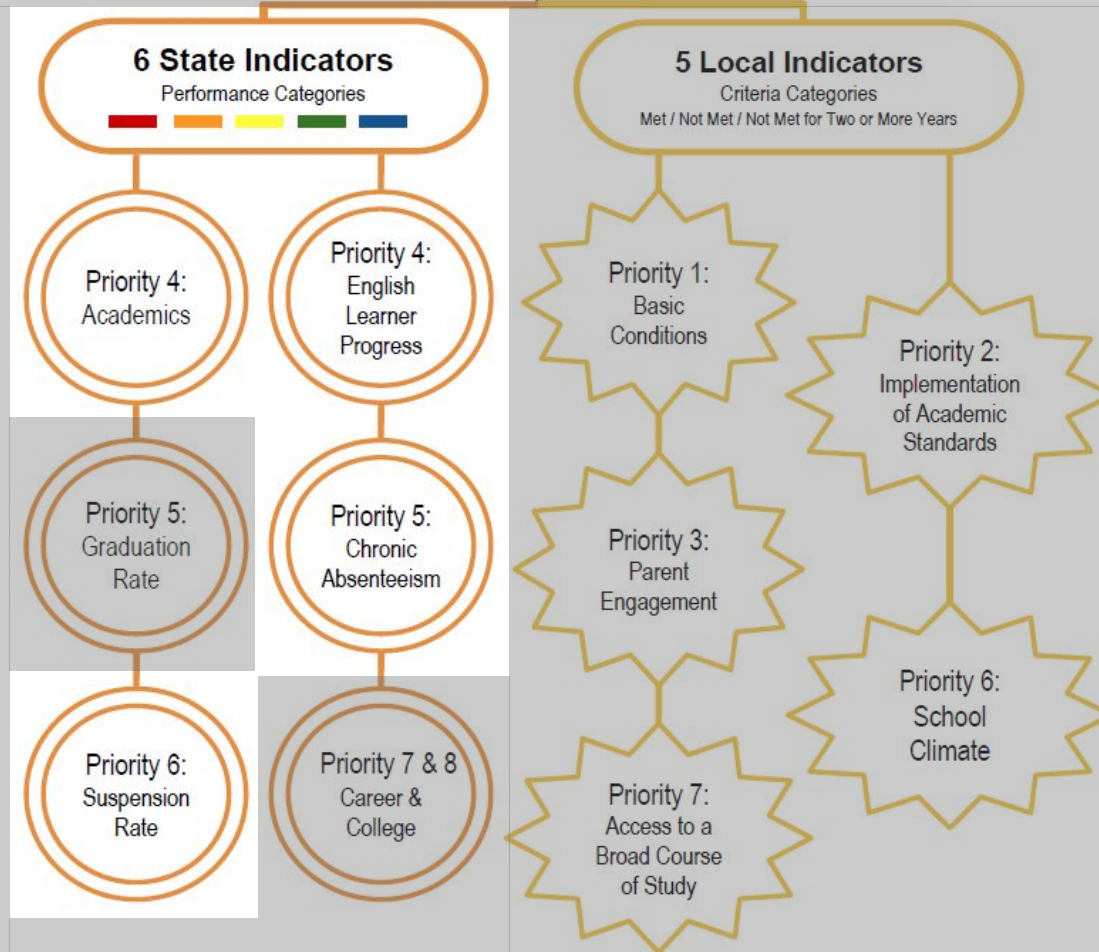 6 State Indicators
Performance Categories
Priority 4:
Academics
Priority 4:
English
Learner
Progress
Priority 5:
Graduation
Rate
Priority 5:
Chronic
Absenteeism
Priority 6:
Suspension
Rate
Priority 7 & 8
Career &
College
5 Local Indicators
Criteria Categories
Met / Not Met / Not Met for Two or More Years
Priority 1:
Basic
Conditions
Priority 2:
Implementation
of Academic
Standards
Priority 3:
Parent
Engagement
Priority 6:
School
Climate
Priority 7:
Access to a
Broad Course
of Study